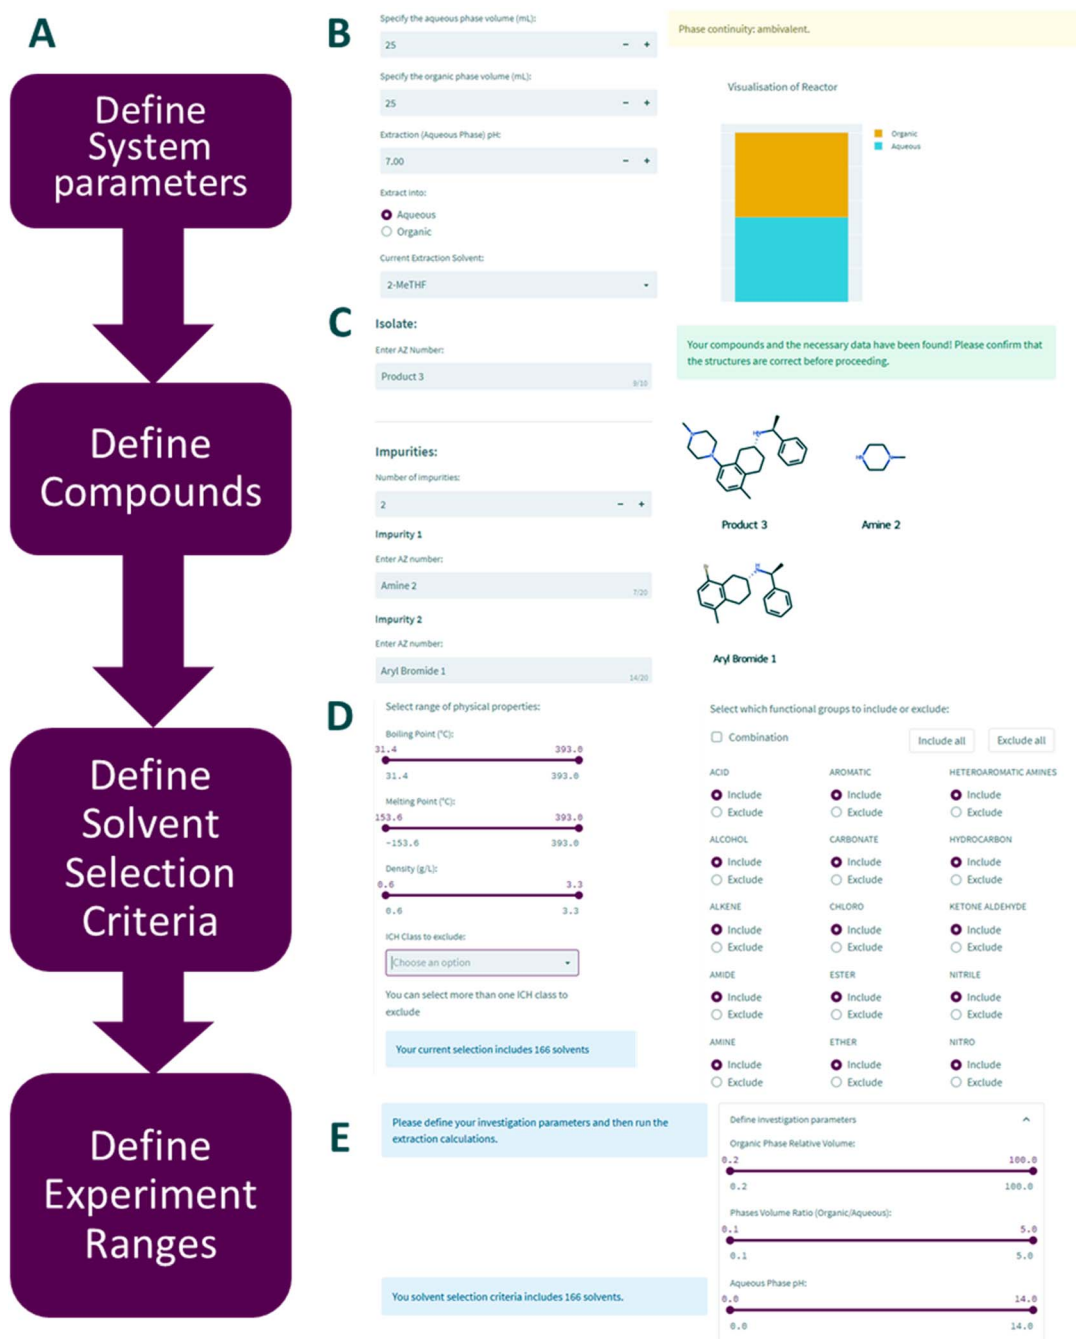 A
Define
System
parameters
Define
Compounds
Define
Solvent
Selection
Criteria
Define
Experiment
Ranges
B
Specify the aqueous phase volume (mL):
25
- +
Specify the organic phase volume (mL):
25
- +
Extraction (Aqueous Phase) pH:
7.00
- +
Extract into:
Aqueous
Organic
Current Extraction Solvent:
2-MeTHF
Phase continuity: ambivalent.
Visualisation of Reactor
Organic
Aqueous
C
Isolate:
Enter AZ Number:
Product 3
9/10
Impurities:
Number of impurities:
2
- +
Impurity 1
Enter AZ number:
Amine 2
7/20
Impurity 2
Enter AZ number:
Aryl Bromide 1
14/20
Your compounds and the necessary data have been found! Please confirm that
the structures are correct before proceeding.
Product 3
Amine 2
Aryl Bromide 1
D
Select range of physical properties:
Boiling Point (°C):
31.4 393.0
31.4 393.0
Melting Point (°C):
153.6 393.0
-153.6 393.0
Density (g/L):
0.6 3.3
0.6 3.3
ICH Class to exclude:
Choose an option
You can select more than one ICH class to
exclude
Your current selection includes 166 solvents
Select which functional groups to include or exclude:
Combination
Include all
Exclude all
ACID AROMATIC HETEROAROMATIC AMINES
Include Include Include
Exclude Exclude Exclude
ALCOHOL CARBONATE HYDROCARBON
Include Include Include
Exclude Exclude Exclude
ALKENE CHLORO KETONE ALDEHYDE
Include Include Include
Exclude Exclude Exclude
AMIDE ESTER NITRILE
Include Include Include
Exclude Exclude Exclude
AMINE ETHER NITRO
Include Include Include
Exclude Exclude Exclude
E
Please define your investigation parameters and then run the
extraction calculations.
You solvent selection criteria includes 166 solvents.
Define investigation parameters
Organic Phase Relative Volume:
0.2 100.0
0.2 100.0
Phases Volume Ratio (Organic/Aqueous):
0.1 5.0
0.1 5.0
Aqueous Phase pH:
0.0 14.0
0.0 14.0